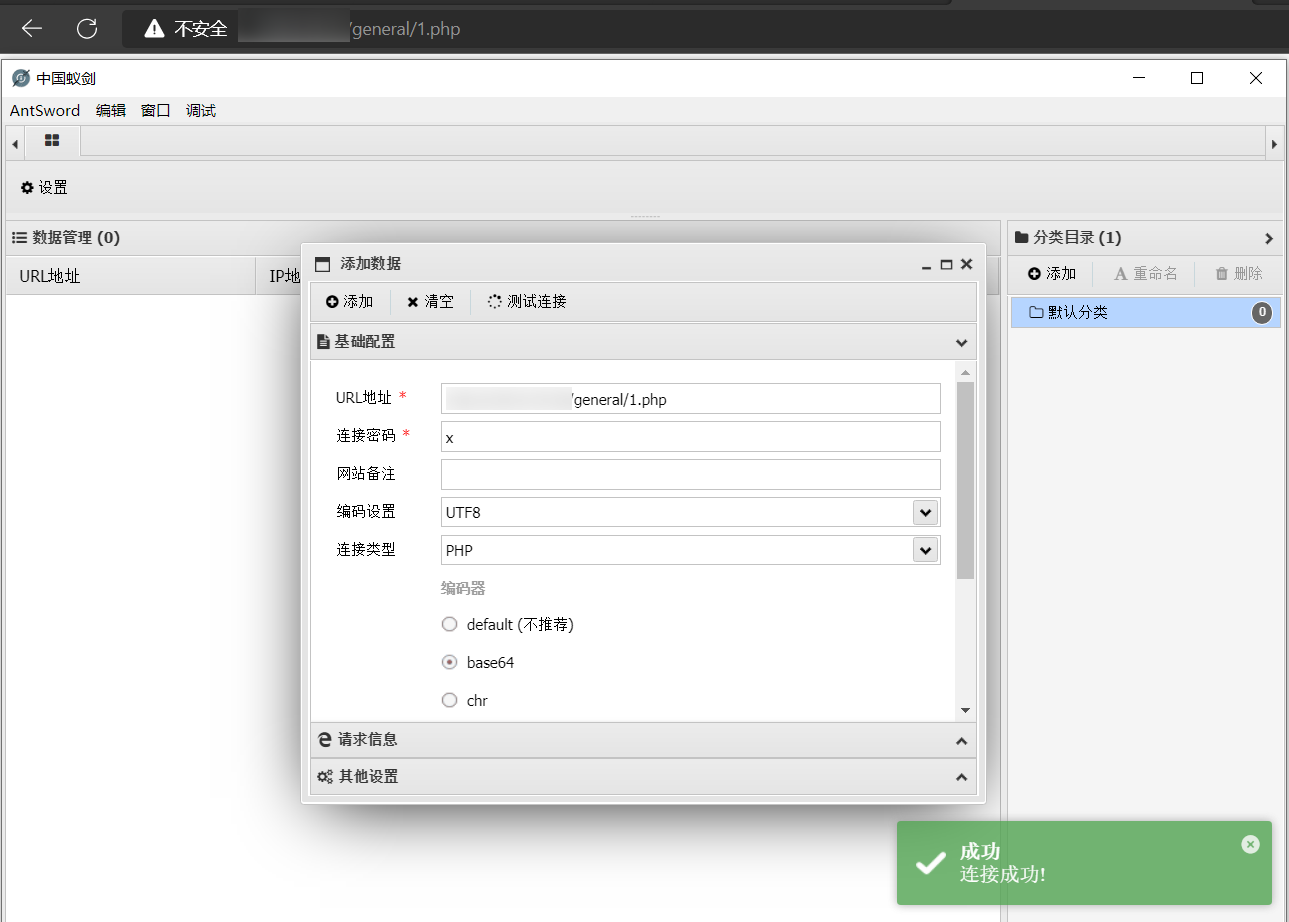 不安全 /general/1.php
中国蚁剑
AntSword 编辑 窗口 调试
设置
数据管理 (0)
分类目录 (1)
URL地址 IP地
添加 重命名 删除
默认分类 0
添加数据
添加 清空 测试连接
基础配置
URL地址 * /general/1.php
连接密码 * x
网站备注
编码设置 UTF8
连接类型 PHP
编码器
default (不推荐)
base64
chr
请求信息
其他设置
成功
连接成功!